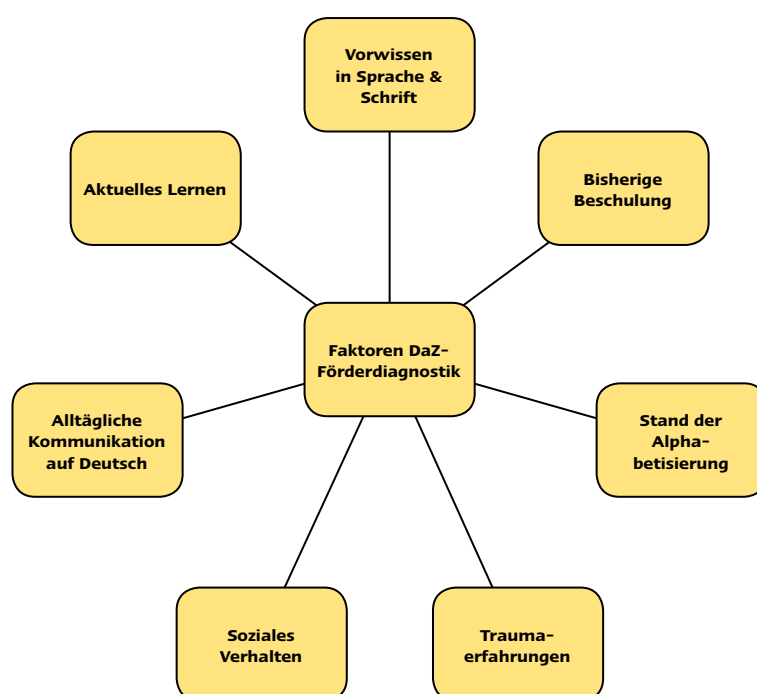 Vorwissen
in Sprache &
Schrift
Aktuelles Lernen
Bisherige
Beschulung
Faktoren DaZ-
Förderdiagnostik
Alltägliche
Kommunikation
auf Deutsch
Stand der
Alpha-
betisierung
Soziales
Verhalten
Trauma-
erfahrungen